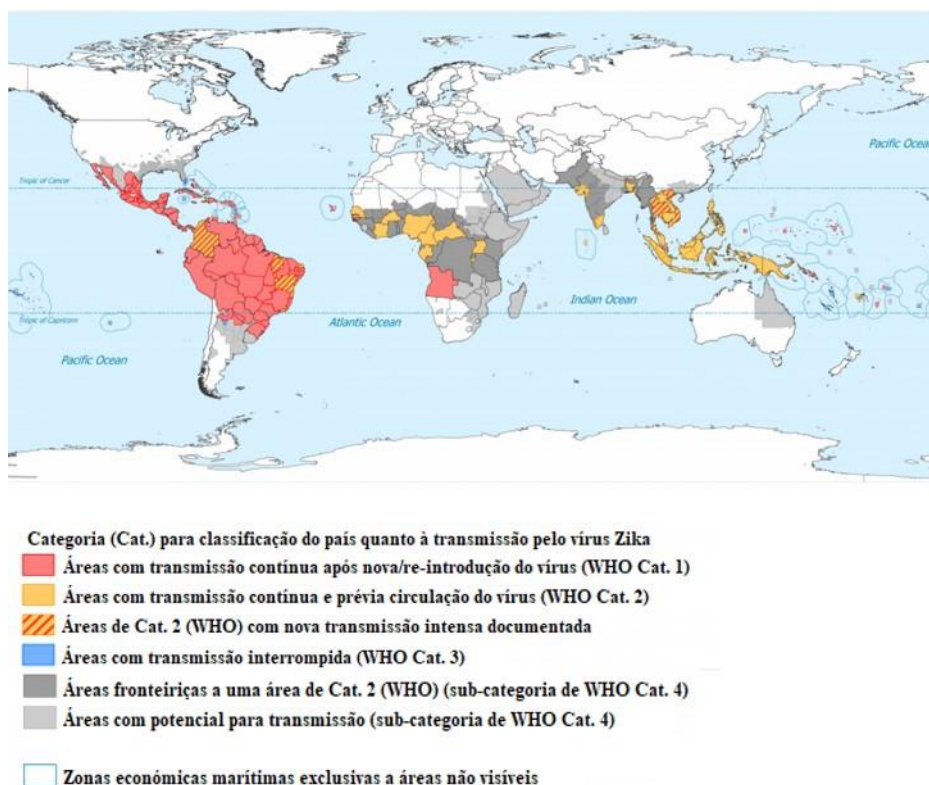 Pacific Ocea
Tropic of Cancer
Indian Ocean
Atlantic Ocean
Tropic of Capricorn
Pacific Ocean
Categoria (Cat.) para classificação do país quanto à transmissão pelo vírus Zika
Áreas com transmissão contínua após nova/re-introdução do vírus (WHO Cat. 1)
Áreas com transmissão contínua e prévia circulação do vírus (WHO Cat. 2)
Áreas de Cat. 2 (WHO) com nova transmissão intensa documentada
Áreas com transmissão interrompida (WHO Cat. 3)
Áreas fronteiriças a uma área de Cat. 2 (WHO) (sub-categoria de WHO Cat. 4)
Áreas com potencial para transmissão (sub-categoria de WHO Cat. 4)
Zonas económicas marítimas exclusivas a áreas não visíveis